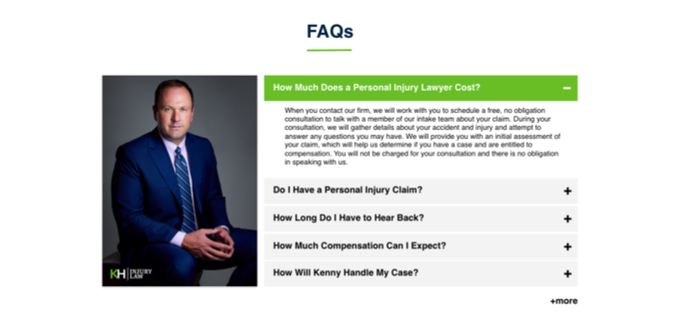 FAQs
How Much Does a Personal Injury Lawyer Cost?
When you contact our firm, we will work with you to schedule a free, no obligation
consultation to talk with a member of our intake team about your claim. During your
consultation, we will gather details about your accident and injury and attempt to
answer any questions you may have. We will provide you with an initial assessment of
your claim, which will help us determine if you have a case and are entitled to
compensation. You will not be charged for your consultation and there is no obligation
in speaking with us.
Do I Have a Personal Injury Claim?
How Long Do I Have to Hear Back?
How Much Compensation Can I Expect?
How Will Kenny Handle My Case?
KH INJURY
LAW
+more